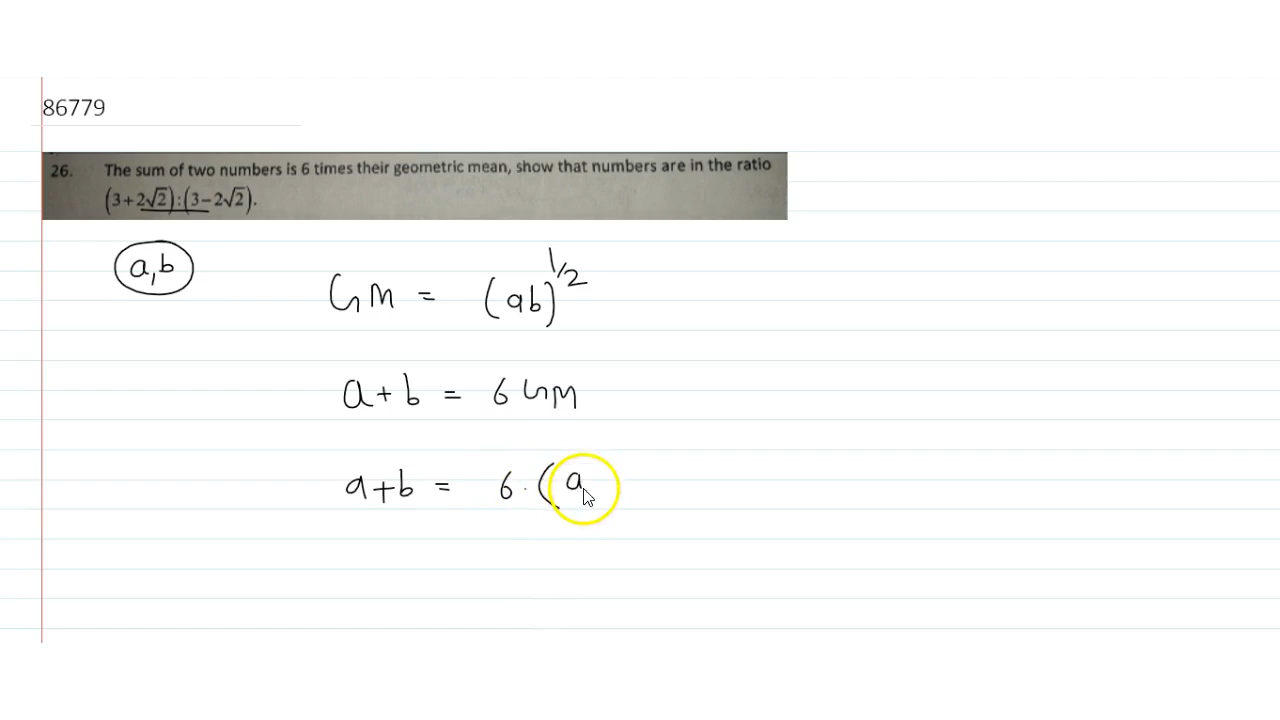 86779
26. The sum of two numbers is 6 times their geometric mean, show that numbers are in the ratio
(3+2√2):(3−2√2).
a,b
GM = (ab)^1/2
a+b = 6 GM
a+b = 6 . (a